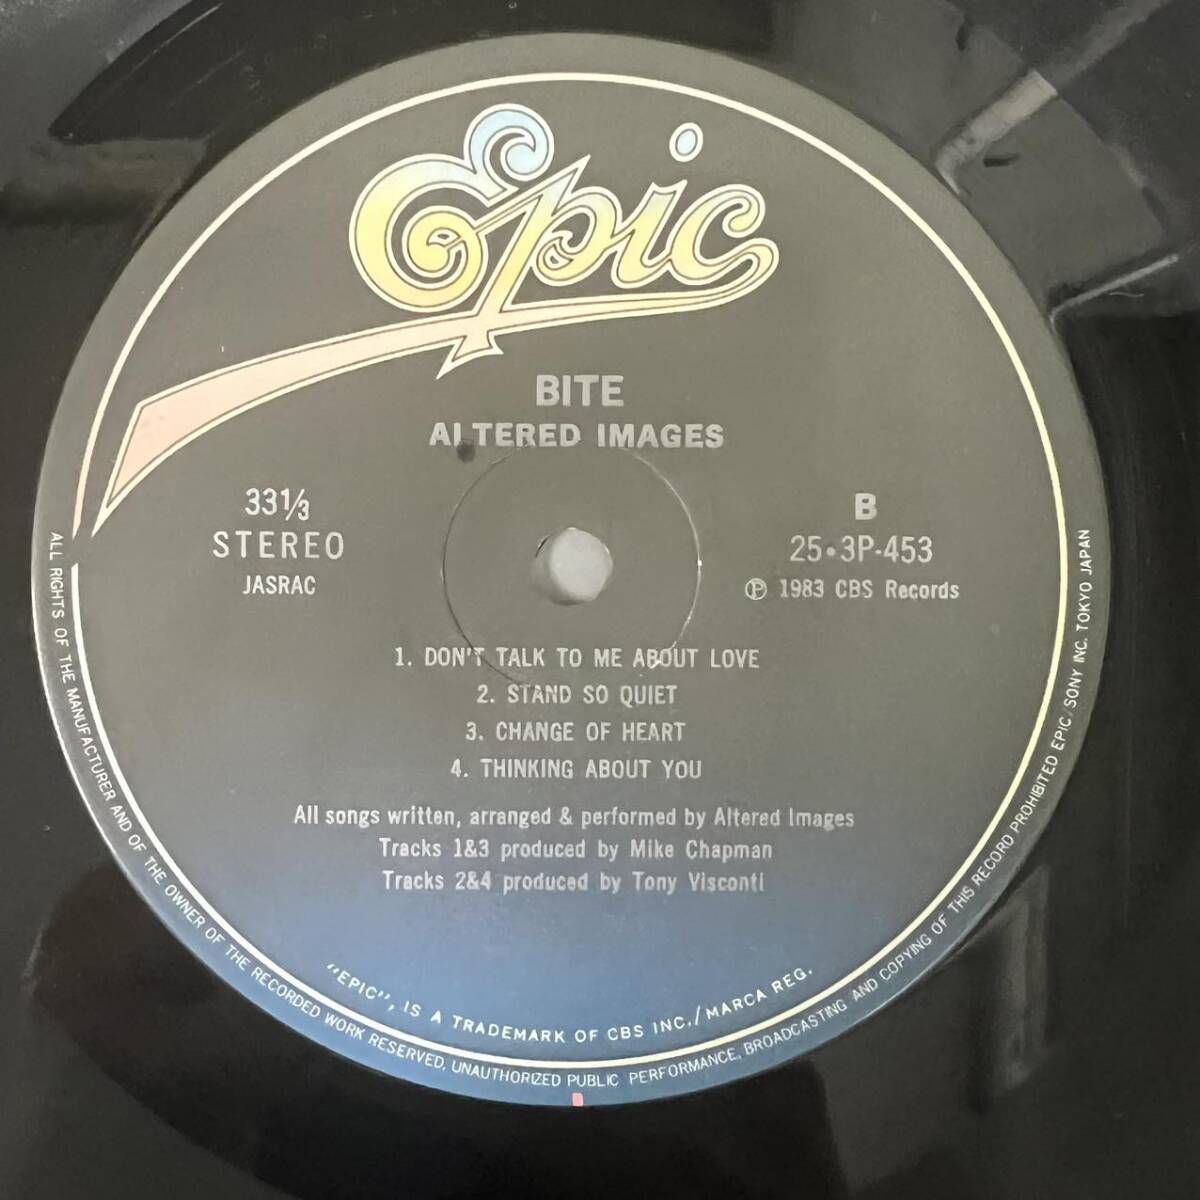 Epic
BITE
ALTERED IMAGES
33 1/3
STEREO
JASRAC
B
25・3P-453
Ⓟ 1983 CBS Records
1. DON'T TALK TO ME ABOUT LOVE
2. STAND SO QUIET
3. CHANGE OF HEART
4. THINKING ABOUT YOU
All songs written, arranged & performed by Altered Images
Tracks 1&3 produced by Mike Chapman
Tracks 2&4 produced by Tony Visconti
"EPIC", IS A TRADEMARK OF CBS INC./MARCA REG.
ALL RIGHTS OF THE MANUFACTURER AND OF THE OWNER OF THE RECORDED WORK RESERVED, UNAUTHORIZED PUBLIC PERFORMANCE, BROADCASTING AND COPYING OF THIS RECORD PROHIBITED EPIC/SONY INC. TOKYO JAPAN